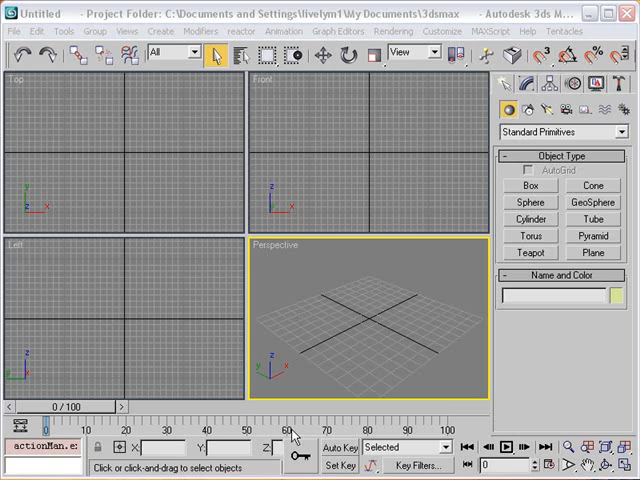 Untitled - Project Folder: C:\Documents and Settings\livelym1\My Documents\3dsmax - Autodesk 3ds M...
File Edit Tools Group Views Create Modifiers reactor Animation Graph Editors Rendering Customize MAXScript Help Tentacles
All View
Top Front
Standard Primitives
- Object Type
AutoGrid
Box Cone
Sphere GeoSphere
Cylinder Tube
Torus Pyramid
Teapot Plane
- Name and Color
y
z x
z
x
Left Perspective
z
y x
z
y x
< 0 / 100 >
0 10 20 30 40 50 60 70 80 90 100
actionMan.e: X: Y: Z: Auto Key Selected
Click or click-and-drag to select objects Set Key Key Filters... 0